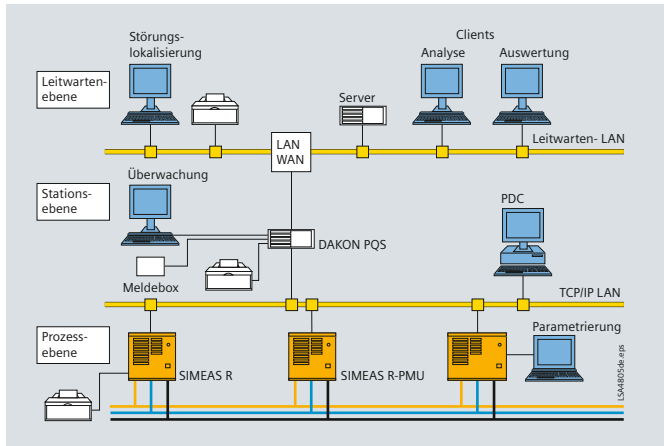 Störungs-
lokalisierung
Clients
Analyse
Auswertung
Leitwarten-
ebene
Server
Leitwarten- LAN
LAN
WAN
Stations-
ebene
Überwachung
PDC
DAKON PQS
Meldebox
TCP/IP LAN
Prozess-
ebene
Parametrierung
SIMEAS R
SIMEAS R-PMU
LSA4805de.eps